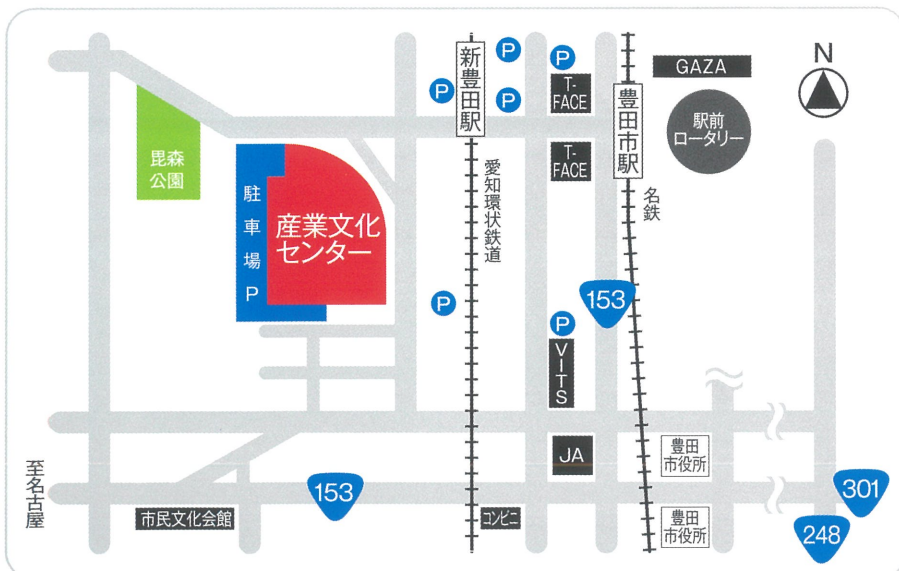 N
GAZA
P
P
P
P
新豊田駅
T-
FACE
豊田市駅
駅前
ロータリー
毘森
公園
T-
FACE
愛知環状鉄道
名鉄
駐車場P
産業文化
センター
P
153
P
VITS
JA
豊田
市役所
至名古屋
153
301
市民文化会館
コンビニ
豊田
市役所
248